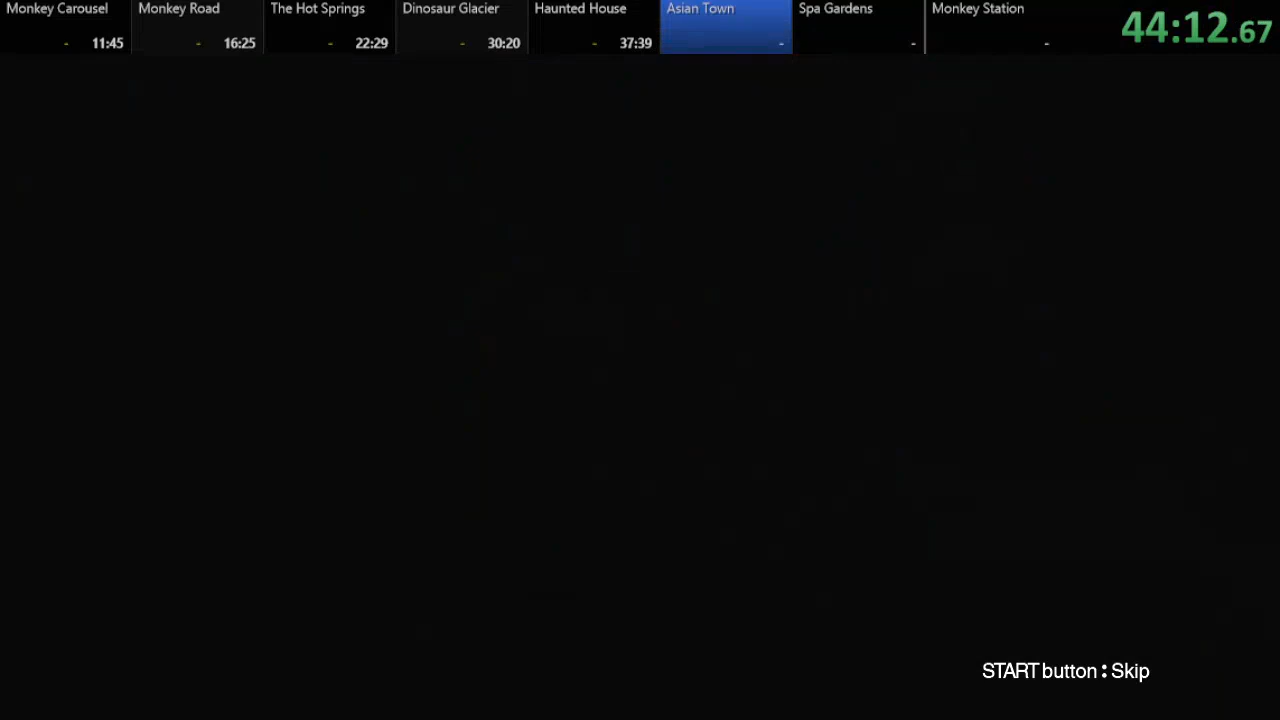 Monkey Carousel
- 11:45
Monkey Road
- 16:25
The Hot Springs
- 22:29
Dinosaur Glacier
- 30:20
Haunted House
- 37:39
Asian Town
-
Spa Gardens
-
Monkey Station
-
44:12.67
START button : Skip